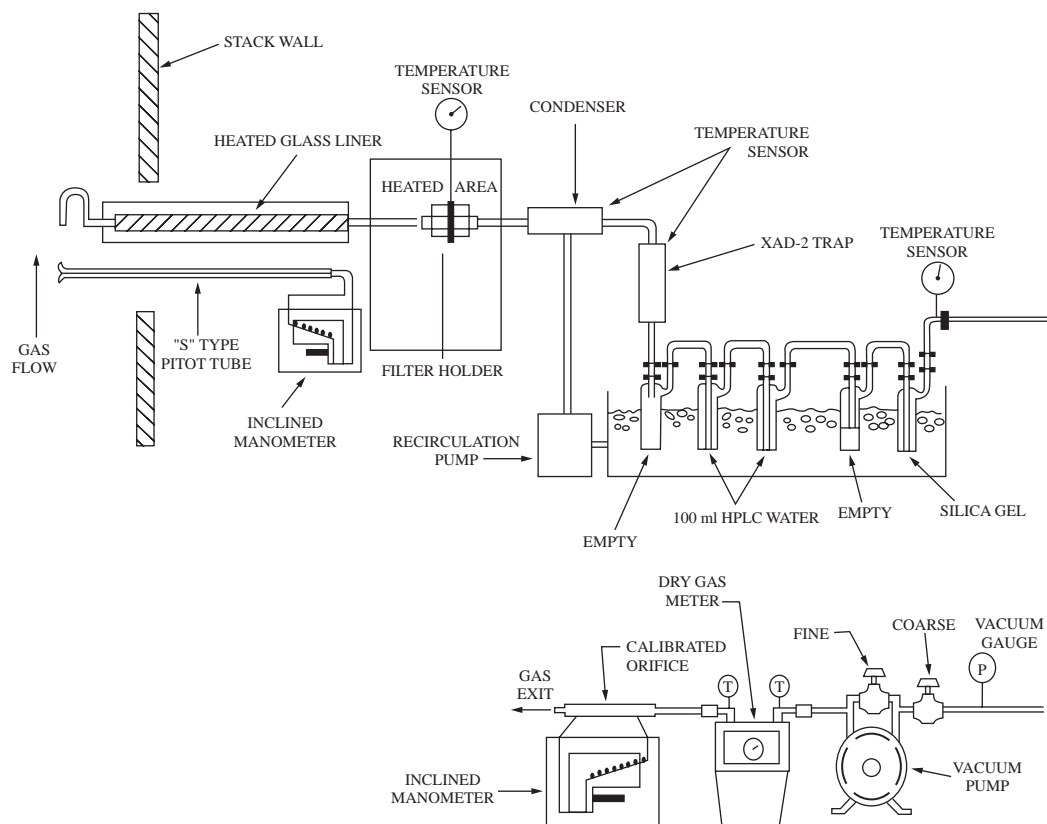 STACK WALL
TEMPERATURE
SENSOR
CONDENSER
HEATED GLASS LINER
TEMPERATURE
SENSOR
HEATED AREA
XAD-2 TRAP
TEMPERATURE
SENSOR
GAS
FLOW
"S" TYPE
PITOT TUBE
FILTER HOLDER
INCLINED
MANOMETER
RECIRCULATION
PUMP
EMPTY
100 ml HPLC WATER
EMPTY
SILICA GEL
DRY GAS
METER
FINE
COARSE
VACUUM
GAUGE
CALIBRATED
ORIFICE
GAS
EXIT
T
T
P
INCLINED
MANOMETER
VACUUM
PUMP